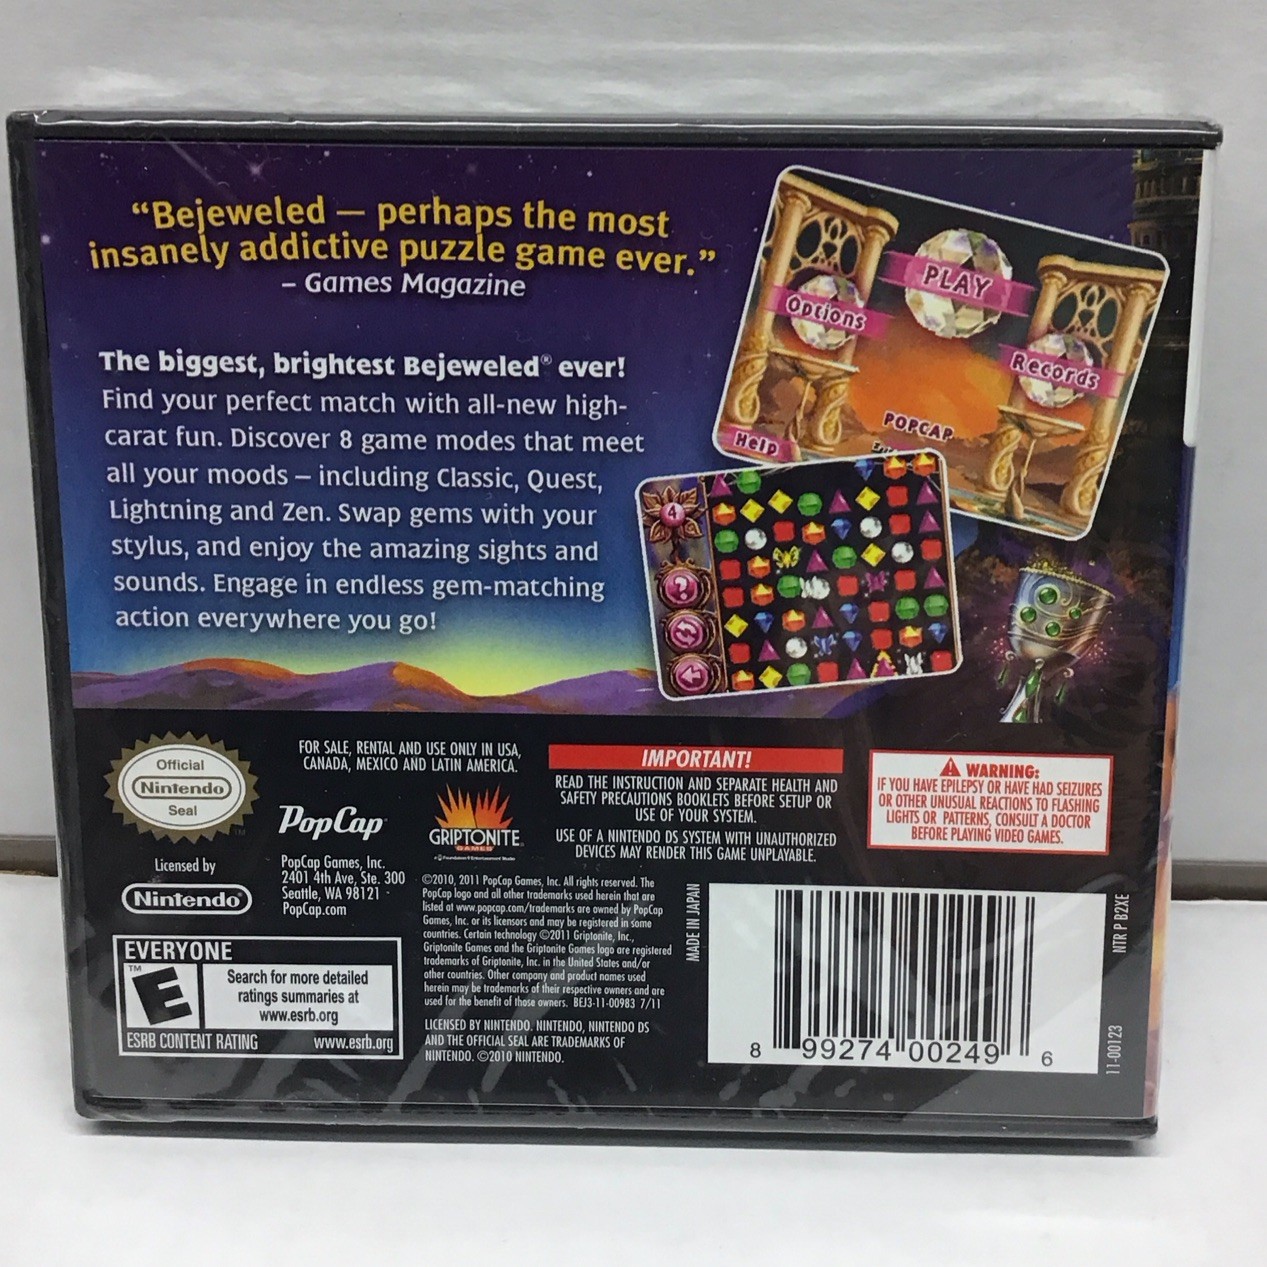 “Bejeweled — perhaps the most
insanely addictive puzzle game ever.”
– Games Magazine
The biggest, brightest Bejeweled® ever!
Find your perfect match with all-new high-
carat fun. Discover 8 game modes that meet
all your moods – including Classic, Quest,
Lightning and Zen. Swap gems with your
stylus, and enjoy the amazing sights and
sounds. Engage in endless gem-matching
action everywhere you go!
PLAY
Options
Records
POPCAP
Help
4
?
Official
Nintendo
Seal
TM
Licensed by
Nintendo
FOR SALE, RENTAL AND USE ONLY IN USA,
CANADA, MEXICO AND LATIN AMERICA.
PopCap
PopCap Games, Inc.
2401 4th Ave, Ste. 300
Seattle, WA 98121
PopCap.com
GRIPTONITE
GAMES
IMPORTANT!
READ THE INSTRUCTION AND SEPARATE HEALTH AND
SAFETY PRECAUTIONS BOOKLETS BEFORE SETUP OR
USE OF YOUR SYSTEM.
USE OF A NINTENDO DS SYSTEM WITH UNAUTHORIZED
DEVICES MAY RENDER THIS GAME UNPLAYABLE.
WARNING:
IF YOU HAVE EPILEPSY OR HAVE HAD SEIZURES
OR OTHER UNUSUAL REACTIONS TO FLASHING
LIGHTS OR PATTERNS, CONSULT A DOCTOR
BEFORE PLAYING VIDEO GAMES.
EVERYONE
TM
E
Search for more detailed
ratings summaries at
www.esrb.org
ESRB CONTENT RATING www.esrb.org
©2010, 2011 PopCap Games, Inc. All rights reserved. The
PopCap logo and all other trademarks used herein that are
listed at www.popcap.com/trademarks are owned by PopCap
Games, Inc. or its licensors and may be registered in some
countries. Certain technology ©2011 Griptonite, Inc.,
Griptonite Games and the Griptonite Games logo are registered
trademarks of Griptonite, Inc. in the United States and/or
other countries. Other company and product names used
herein may be trademarks of their respective owners and are
used for the benefit of those owners. BEJ3-11-00983 7/11
LICENSED BY NINTENDO. NINTENDO, NINTENDO DS
AND THE OFFICIAL SEAL ARE TRADEMARKS OF
NINTENDO. ©2010 NINTENDO.
MADE IN JAPAN
8 99274 00249 6
NTR P B2XE
11-00123